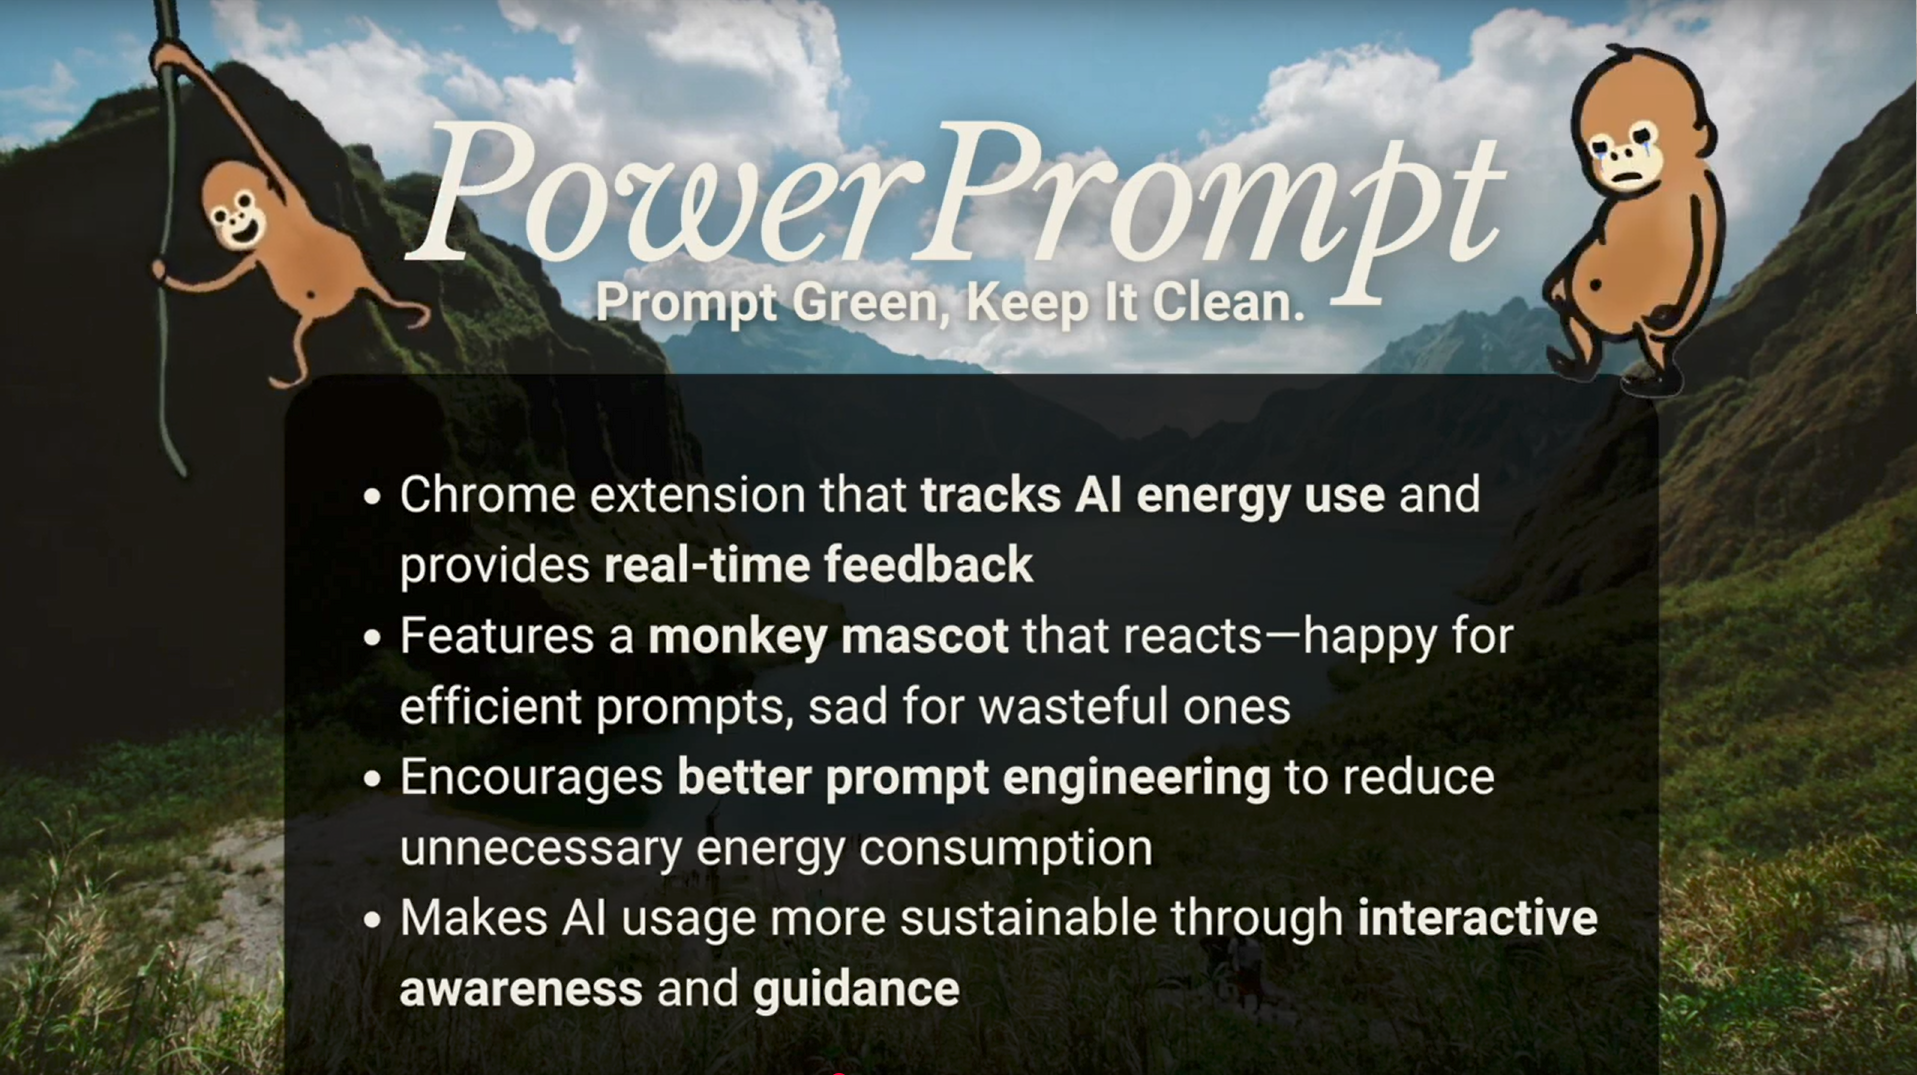 PowerPrompt
Prompt Green, Keep It Clean.
• Chrome extension that tracks AI energy use and
provides real-time feedback
• Features a monkey mascot that reacts—happy for
efficient prompts, sad for wasteful ones
• Encourages better prompt engineering to reduce
unnecessary energy consumption
• Makes AI usage more sustainable through interactive
awareness and guidance